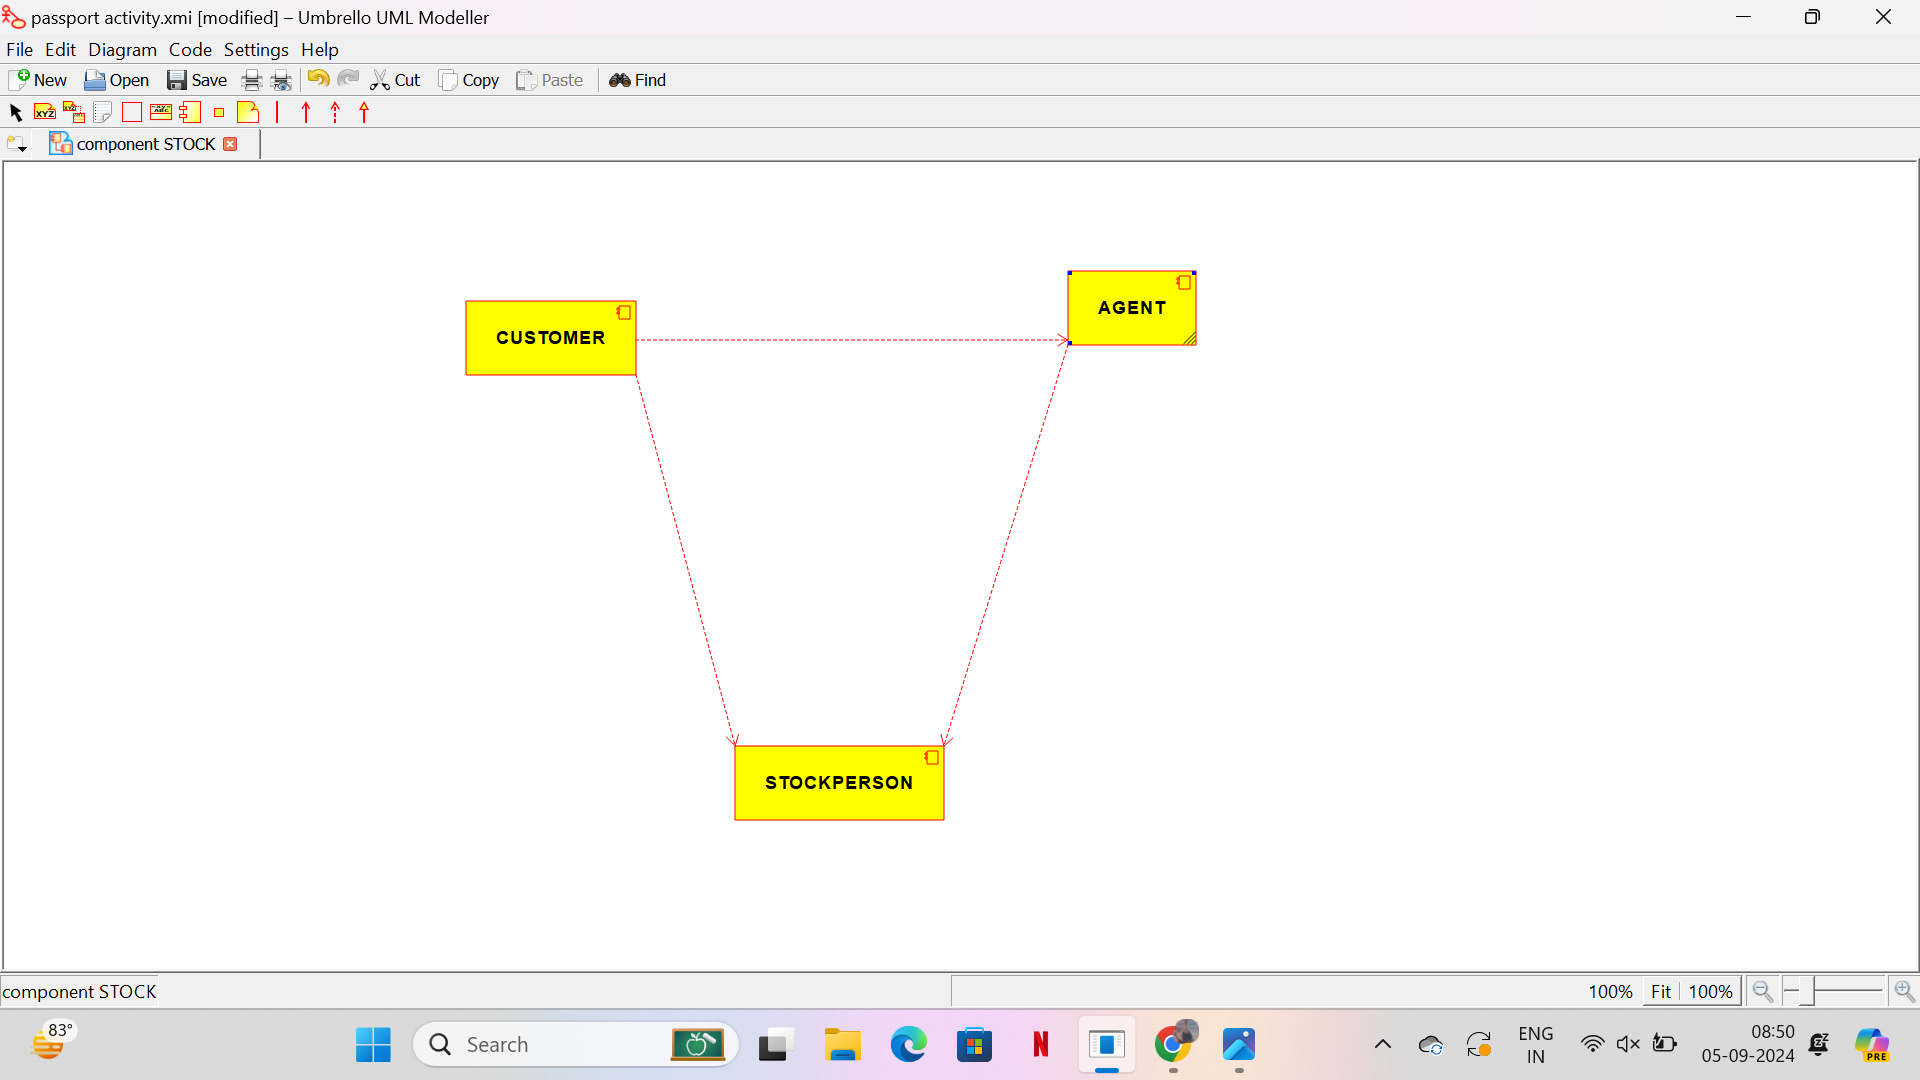 passport activity.xmi [modified] – Umbrello UML Modeller
File Edit Diagram Code Settings Help
New Open Save Cut Copy Paste Find
XYZ
component STOCK
AGENT
CUSTOMER
STOCKPERSON
component STOCK 100% Fit 100%
83°
Search
N
ENG
IN
08:50
05-09-2024
PRE